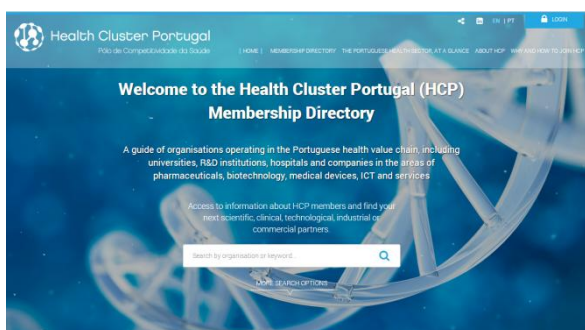 EN | PT
LOGIN
Health Cluster Portugal
Pólo de Competitividade da Saúde
[ HOME ] MEMBERSHIP DIRECTORY THE PORTUGUESE HEALTH SECTOR, AT A GLANCE ABOUT HCP WHY AND HOW TO JOIN HCP
Welcome to the Health Cluster Portugal (HCP)
Membership Directory
A guide of organisations operating in the Portuguese health value chain, including
universities, R&D institutions, hospitals and companies in the areas of
pharmaceuticals, biotechnology, medical devices, ICT and services
Access to information about HCP members and find your
next scientific, clinical, technological, industrial or
commercial partners.
Search by organisation or keyword...
MORE SEARCH OPTIONS